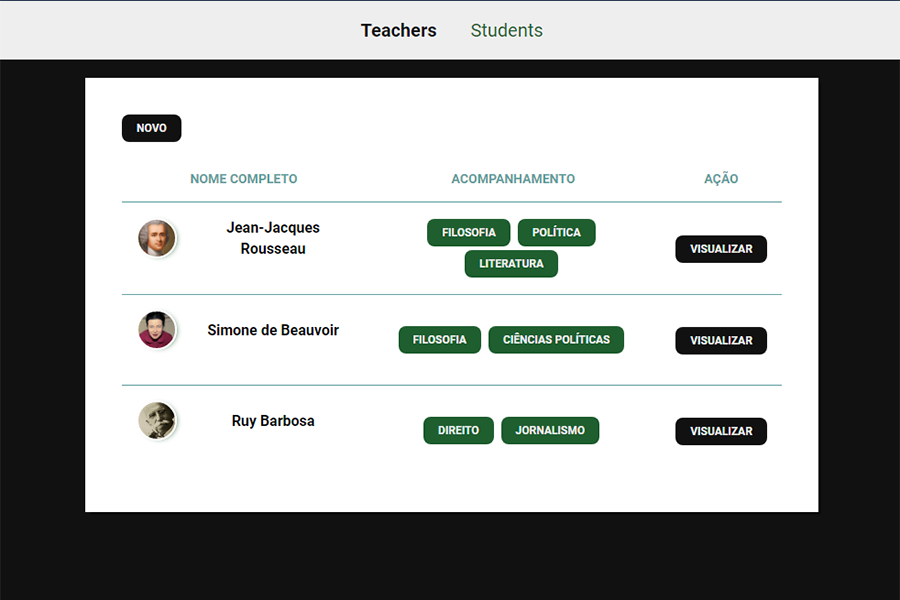 Teachers Students
NOVO
NOME COMPLETO ACOMPANHAMENTO AÇÃO
Jean-Jacques
Rousseau
FILOSOFIA POLÍTICA
LITERATURA
VISUALIZAR
Simone de Beauvoir
FILOSOFIA CIÊNCIAS POLÍTICAS
VISUALIZAR
Ruy Barbosa
DIREITO JORNALISMO
VISUALIZAR